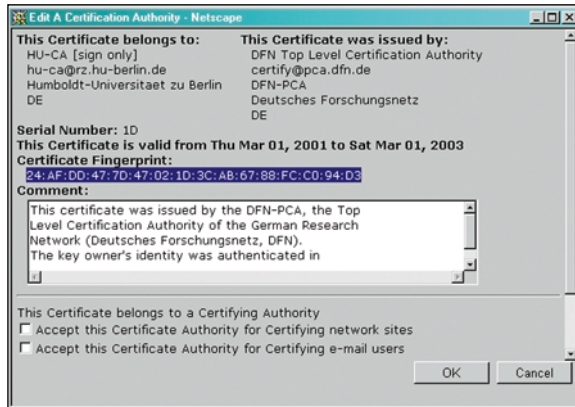 Edit A Certification Authority - Netscape
This Certificate belongs to:
HU-CA [sign only]
hu-ca@rz.hu-berlin.de
Humboldt-Universitaet zu Berlin
DE
This Certificate was issued by:
DFN Top Level Certification Authority
certify@pca.dfn.de
DFN-PCA
Deutsches Forschungsnetz
DE
Serial Number: 1D
This Certificate is valid from Thu Mar 01, 2001 to Sat Mar 01, 2003
Certificate Fingerprint:
24:AF:DD:47:7D:47:02:1D:3C:AB:67:88:FC:C0:94:D3
Comment:
This certificate was issued by the DFN-PCA, the Top
Level Certification Authority of the German Research
Network (Deutsches Forschungsnetz, DFN).
The key owner's identity was authenticated in
This Certificate belongs to a Certifying Authority
Accept this Certificate Authority for Certifying network sites
Accept this Certificate Authority for Certifying e-mail users
OK
Cancel